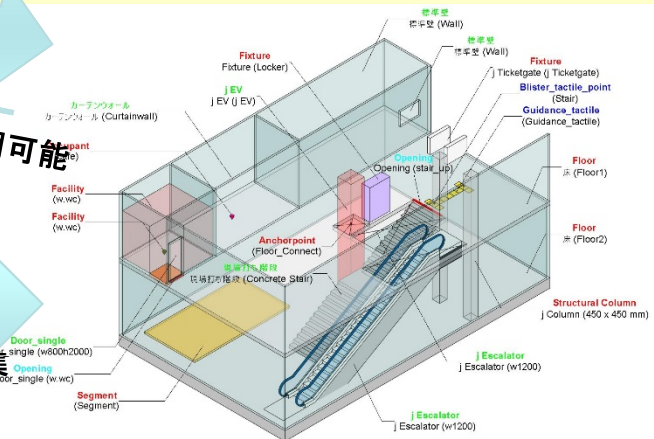 標準壁
標準壁 (Wall)
標準壁
標準壁 (Wall)
Fixture
Fixture (Locker)
Fixture
j Ticketgate (j Ticketgate)
j EV
j EV (j EV)
Blister_tactile_point
(Stair)
カーテンウォール
カーテンウォール (Curtainwall)
Guidance_tactile
(Guidance_tactile)
可能
Opening
Opening (stair_up)
Floor
床 (Floor1)
Facility
(w.wc)
Facility
(w.wc)
Anchorpoint
(Floor_Connect)
Floor
床 (Floor2)
現場打ち階段
現場打ち階段 (Concrete Stair)
Structural Column
j Column (450 x 450 mm)
Door_single
single (w800h2000)
Opening
oor_single (w.wc)
j Escalator
j Escalator (w1200)
Segment
(Segment)
j Escalator
j Escalator (w1200)